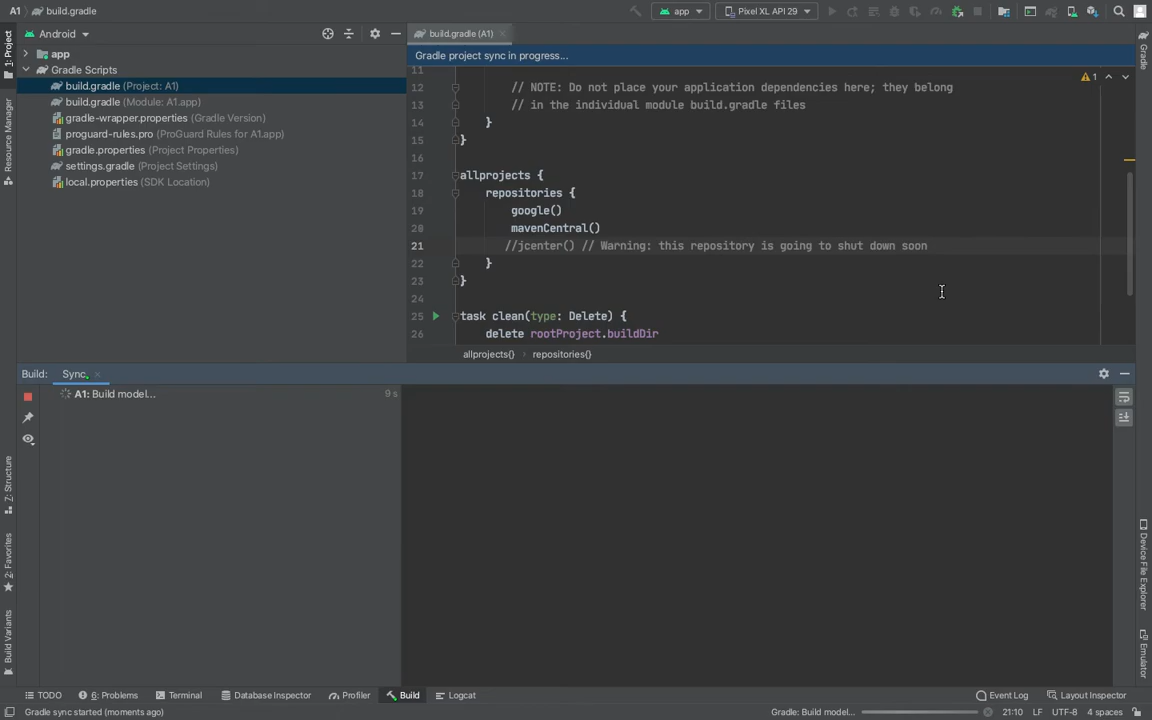 A1 > build.gradle
app
Pixel XL API 29
1: Project
Android
build.gradle (A1) ×
Gradle
Gradle project sync in progress...
app
Gradle Scripts
build.gradle (Project: A1)
build.gradle (Module: A1.app)
gradle-wrapper.properties (Gradle Version)
proguard-rules.pro (ProGuard Rules for A1.app)
gradle.properties (Project Properties)
settings.gradle (Project Settings)
local.properties (SDK Location)
Resource Manager
1
11
12 // NOTE: Do not place your application dependencies here; they belong
13 // in the individual module build.gradle files
14 }
15 }
16
17 allprojects {
18 repositories {
19 google()
20 mavenCentral()
21 //jcenter() // Warning: this repository is going to shut down soon
22 }
23 }
24
25 task clean(type: Delete) {
26 delete rootProject.buildDir
allprojects{} > repositories{}
Build: Sync ×
A1: Build model... 9 s
Z: Structure
2: Favorites
Build Variants
Device File Explorer
Emulator
TODO 6: Problems Terminal Database Inspector Profiler Build Logcat Event Log Layout Inspector
Gradle sync started (moments ago) Gradle: Build model... 21:10 LF UTF-8 4 spaces